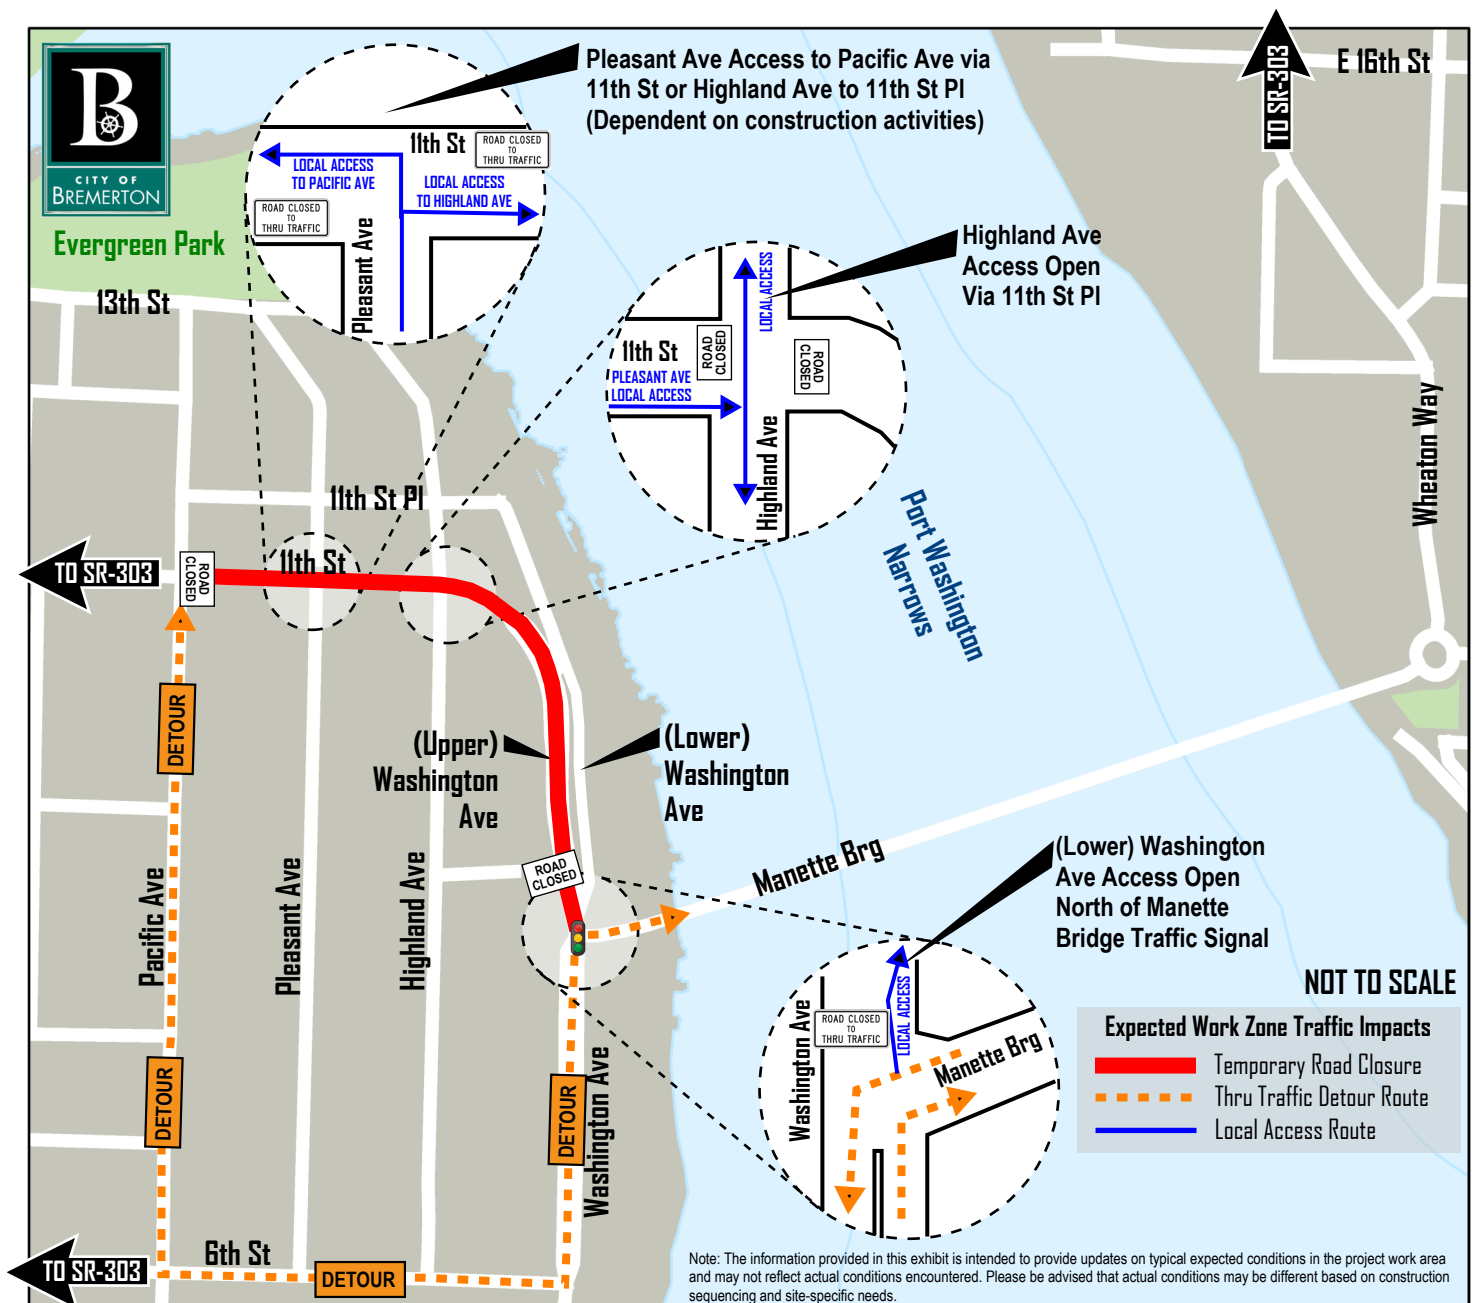 B
CITY OF
BREMERTON
Evergreen Park
13th St
Pleasant Ave Access to Pacific Ave via
11th St or Highland Ave to 11th St Pl
(Dependent on construction activities)
11th St
ROAD CLOSED
TO
THRU TRAFFIC
LOCAL ACCESS
TO PACIFIC AVE
LOCAL ACCESS
TO HIGHLAND AVE
ROAD CLOSED
TO
THRU TRAFFIC
Pleasant Ave
TO SR-303
E 16th St
Highland Ave
Access Open
Via 11th St Pl
LOCAL ACCESS
11th St
ROAD
CLOSED
ROAD
CLOSED
PLEASANT AVE
LOCAL ACCESS
Highland Ave
Wheaton Way
Port Washington
Narrows
11th St Pl
11th St
TO SR-303
ROAD
CLOSED
DETOUR
(Upper)
Washington
Ave
(Lower)
Washington
Ave
ROAD
CLOSED
Manette Brg
Pacific Ave
Pleasant Ave
Highland Ave
Washington Ave
DETOUR
DETOUR
6th St
TO SR-303
DETOUR
(Lower) Washington
Ave Access Open
North of Manette
Bridge Traffic Signal
Washington Ave
ROAD CLOSED
TO
THRU TRAFFIC
LOCAL ACCESS
Manette Brg
NOT TO SCALE
Expected Work Zone Traffic Impacts
Temporary Road Closure
Thru Traffic Detour Route
Local Access Route
Note: The information provided in this exhibit is intended to provide updates on typical expected conditions in the project work area
and may not reflect actual conditions encountered. Please be advised that actual conditions may be different based on construction
sequencing and site-specific needs.